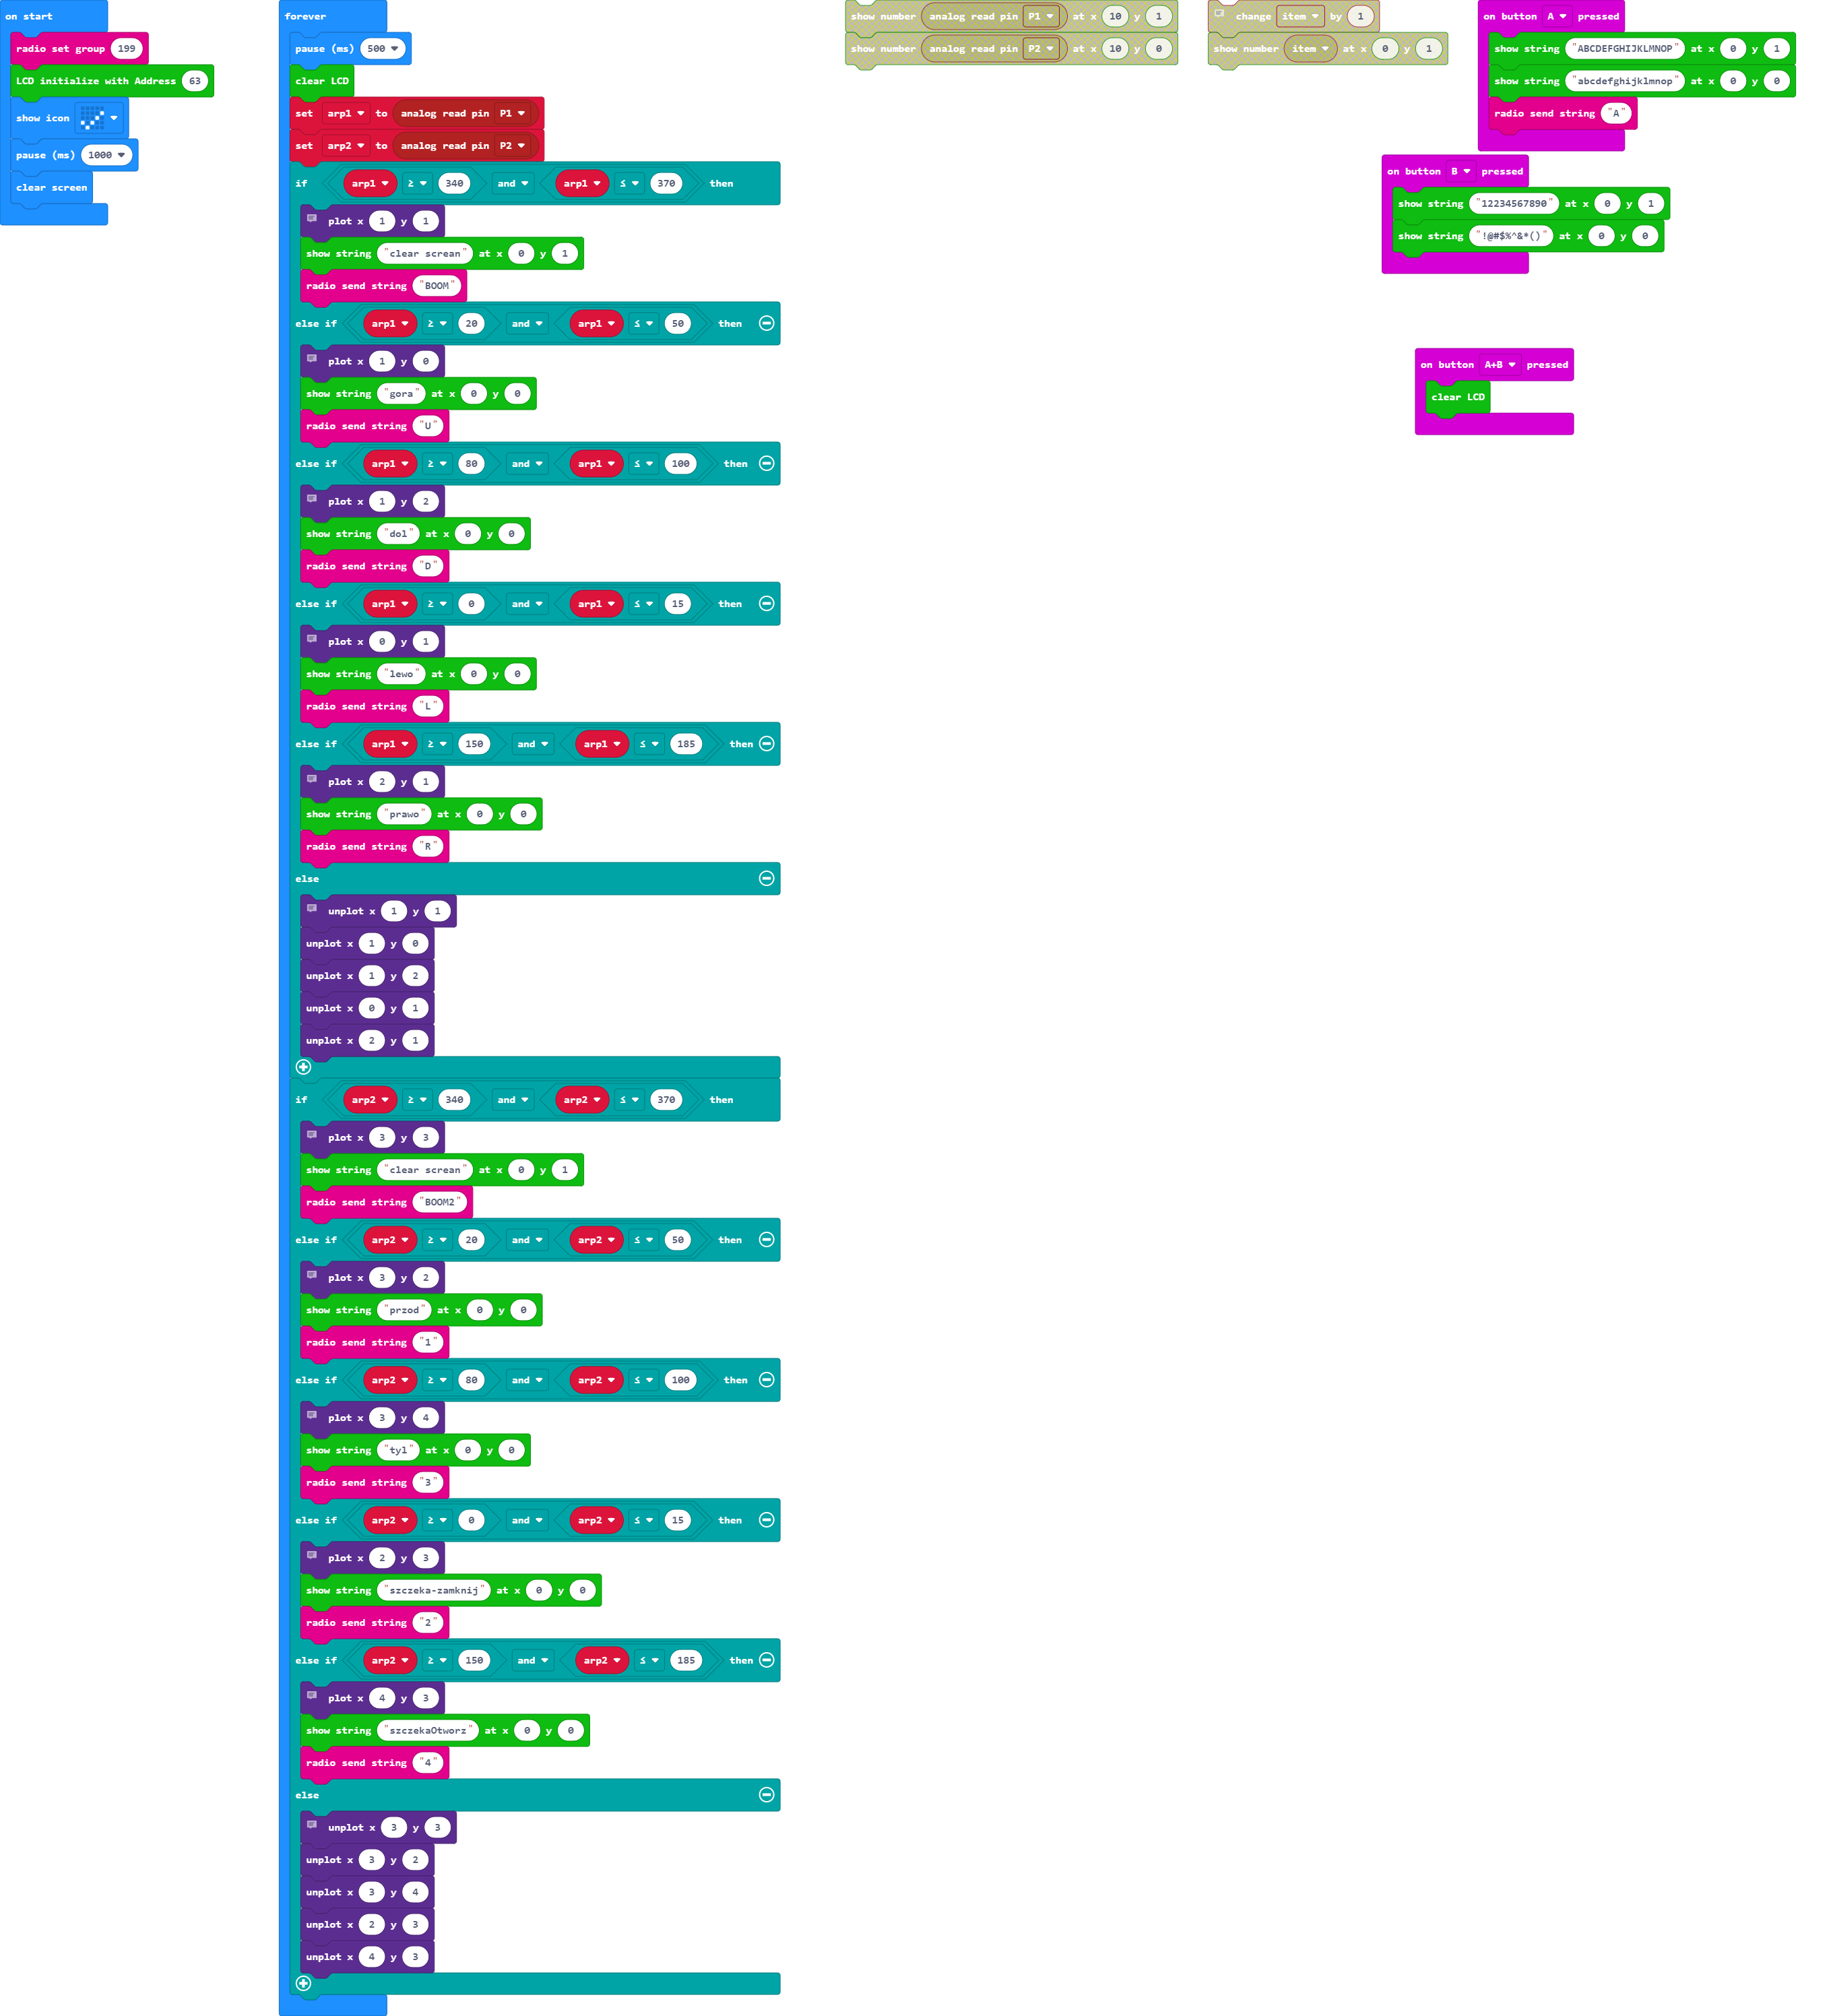 on start
radio set group 199
LCD initialize with Address 63
show icon
pause (ms) 1000
clear screen
forever
pause (ms) 500
clear LCD
set arp1 to analog read pin P1
set arp2 to analog read pin P2
if arp1 ≥ 340 and arp1 ≤ 370 then
plot x 1 y 1
show string "clear screan" at x 0 y 1
radio send string "BOOM"
else if arp1 ≥ 20 and arp1 ≤ 50 then
plot x 1 y 0
show string "gora" at x 0 y 0
radio send string "U"
else if arp1 ≥ 80 and arp1 ≤ 100 then
plot x 1 y 2
show string "dol" at x 0 y 0
radio send string "D"
else if arp1 ≥ 0 and arp1 ≤ 15 then
plot x 0 y 1
show string "lewo" at x 0 y 0
radio send string "L"
else if arp1 ≥ 150 and arp1 ≤ 185 then
plot x 2 y 1
show string "prawo" at x 0 y 0
radio send string "R"
else
unplot x 1 y 1
unplot x 1 y 0
unplot x 1 y 2
unplot x 0 y 1
unplot x 2 y 1
if arp2 ≥ 340 and arp2 ≤ 370 then
plot x 3 y 3
show string "clear screan" at x 0 y 1
radio send string "BOOM2"
else if arp2 ≥ 20 and arp2 ≤ 50 then
plot x 3 y 2
show string "przod" at x 0 y 0
radio send string "1"
else if arp2 ≥ 80 and arp2 ≤ 100 then
plot x 3 y 4
show string "tyl" at x 0 y 0
radio send string "3"
else if arp2 ≥ 0 and arp2 ≤ 15 then
plot x 2 y 3
show string "szczeka-zamknij" at x 0 y 0
radio send string "2"
else if arp2 ≥ 150 and arp2 ≤ 185 then
plot x 4 y 3
show string "szczekaOtworz" at x 0 y 0
radio send string "4"
else
unplot x 3 y 3
unplot x 3 y 2
unplot x 3 y 4
unplot x 2 y 3
unplot x 4 y 3
show number analog read pin P1 at x 10 y 1
show number analog read pin P2 at x 10 y 0
change item by 1
show number item at x 0 y 1
on button A pressed
show string "ABCDEFGHIJKLMNOP" at x 0 y 1
show string "abcdefghijklmnop" at x 0 y 0
radio send string "A"
on button B pressed
show string "12234567890" at x 0 y 1
show string "!@#$%^&*()" at x 0 y 0
on button A+B pressed
clear LCD